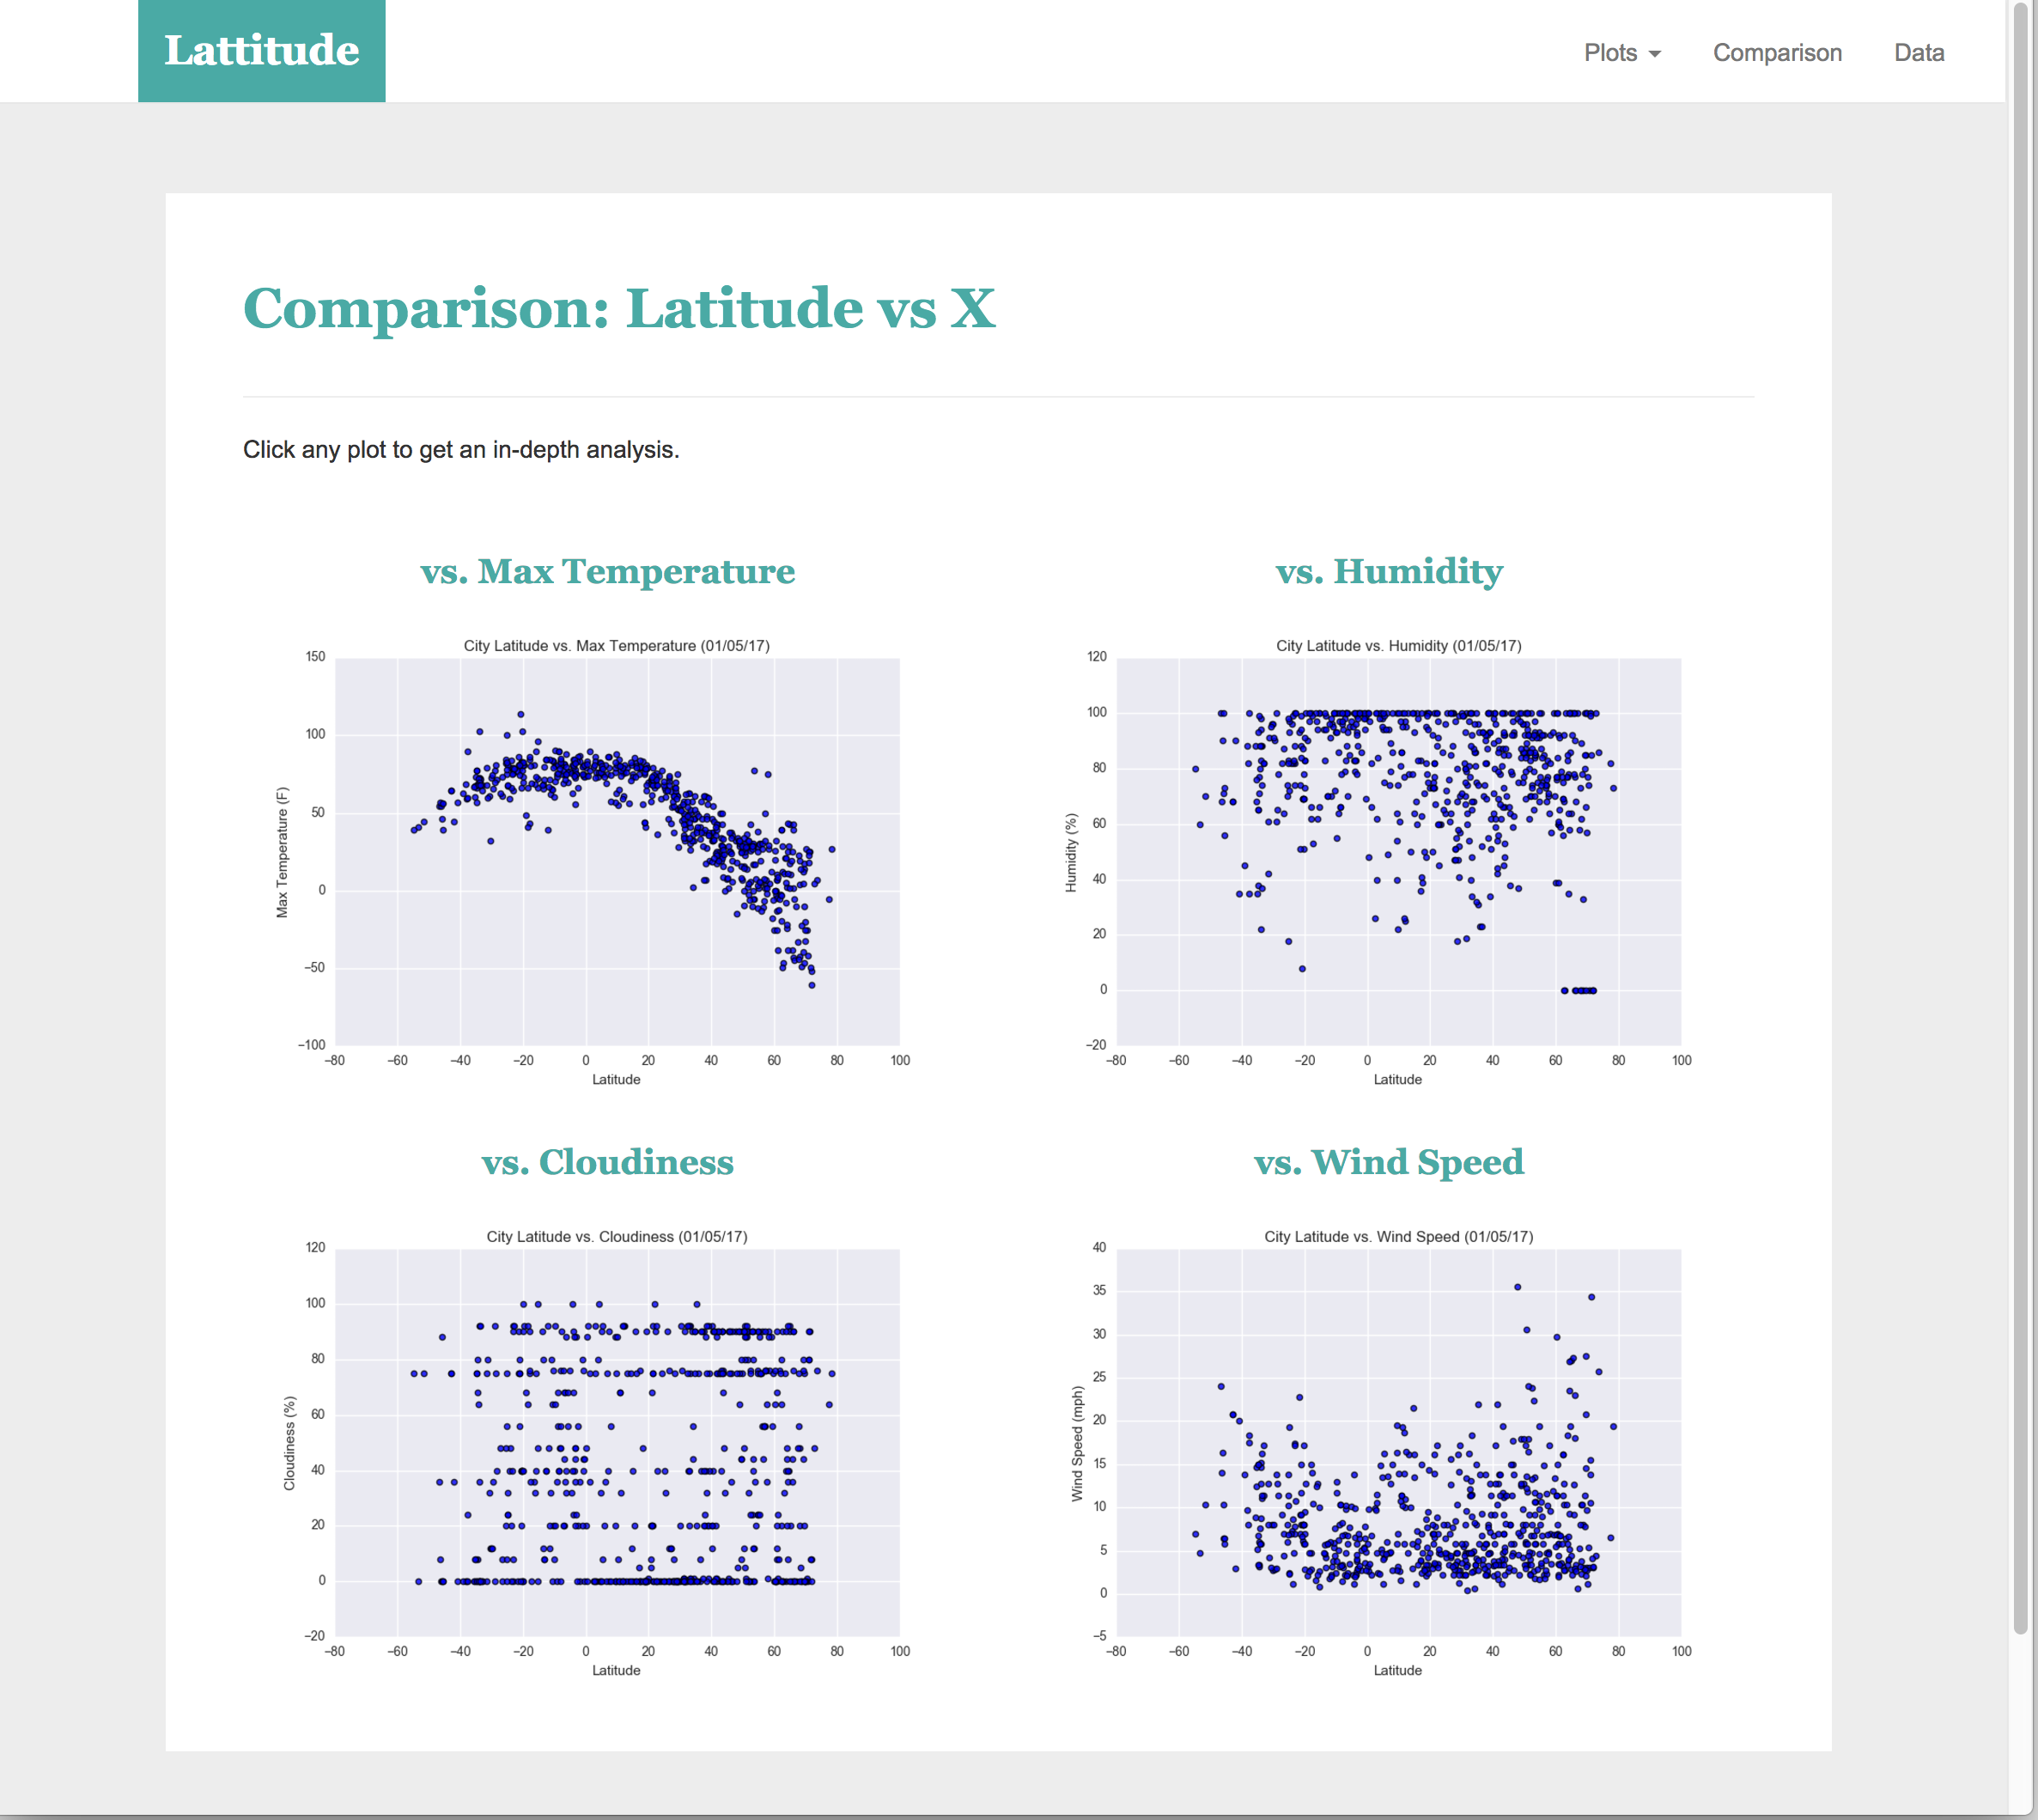 Lattitude
Plots Comparison Data
Comparison: Latitude vs X
Click any plot to get an in-depth analysis.
vs. Max Temperature
City Latitude vs. Max Temperature (01/05/17)
150
100
50
0
−50
−100
Max Temperature (F)
−80 −60 −40 −20 0 20 40 60 80 100
Latitude
vs. Humidity
City Latitude vs. Humidity (01/05/17)
120
100
80
60
40
20
0
−20
Humidity (%)
−80 −60 −40 −20 0 20 40 60 80 100
Latitude
vs. Cloudiness
City Latitude vs. Cloudiness (01/05/17)
120
100
80
60
40
20
0
−20
Cloudiness (%)
−80 −60 −40 −20 0 20 40 60 80 100
Latitude
vs. Wind Speed
City Latitude vs. Wind Speed (01/05/17)
40
35
30
25
20
15
10
5
0
−5
Wind Speed (mph)
−80 −60 −40 −20 0 20 40 60 80 100
Latitude